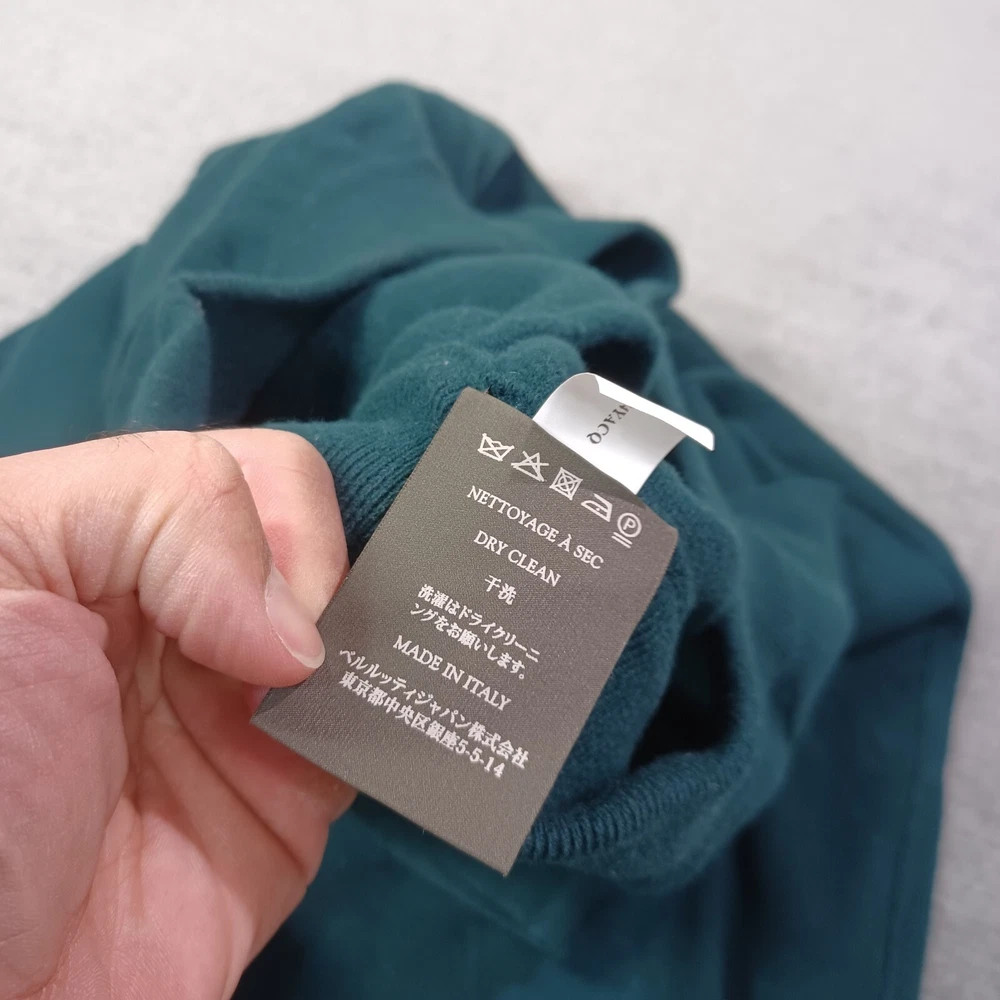 NETTOYAGE À SEC
DRY CLEAN
干洗
洗濯はドライクリーニ
ングをお願いします。
MADE IN ITALY
ベルルッティジャパン株式会社
東京都中央区銀座5-5-14
P